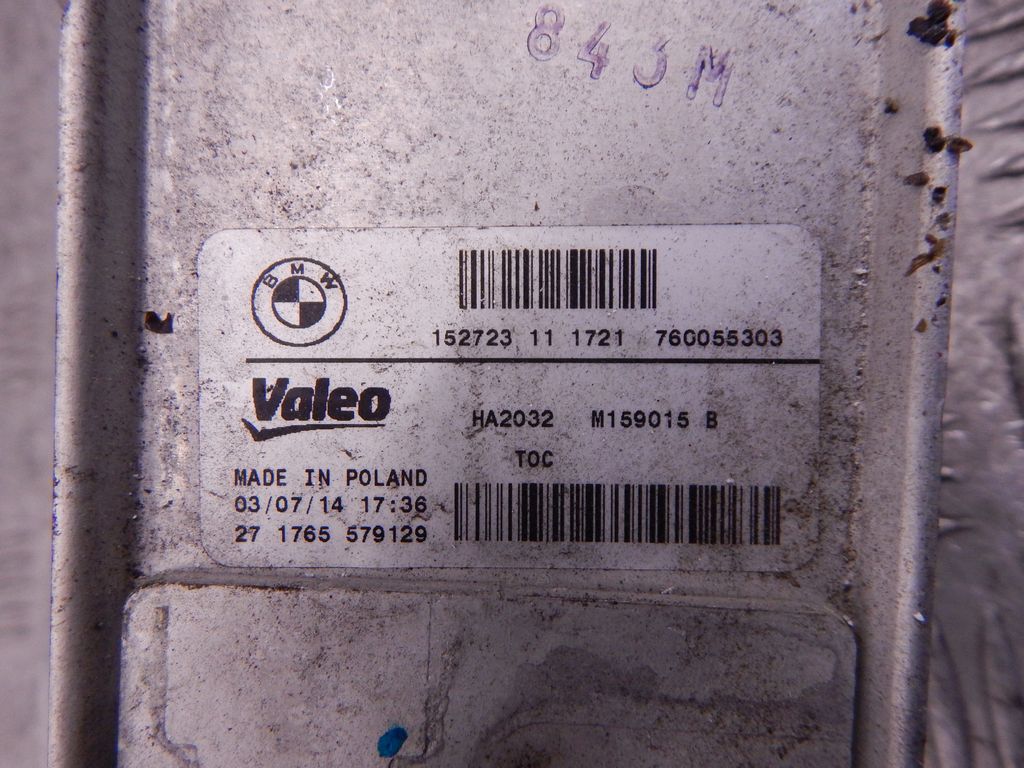 843M
BMW
152723 11 1721 760055303
Valeo
HA2032 M159015 B
TOC
MADE IN POLAND
03/07/14 17:36
27 1765 579129